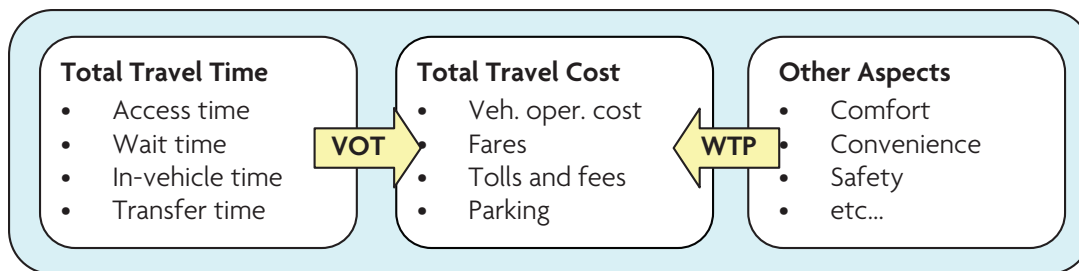 Total Travel Time
• Access time
• Wait time
• In-vehicle time
• Transfer time
VOT
Total Travel Cost
• Veh. oper. cost
• Fares
• Tolls and fees
• Parking
WTP
Other Aspects
• Comfort
• Convenience
• Safety
• etc...